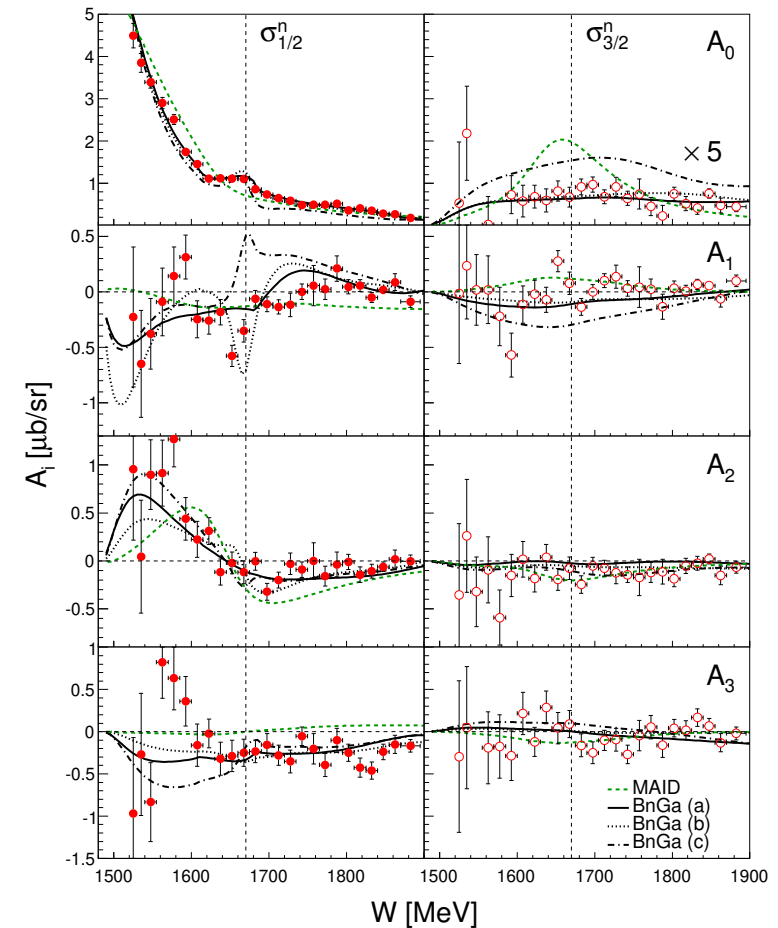 σ^n_{1/2}
σ^n_{3/2}
A_0
5
4
3
2
1
× 5
A_1
0.5
0
-0.5
-1
A_2
1
0.5
0
-0.5
A_3
1
0.5
0
-0.5
-1
-1.5
A_i [μb/sr]
MAID
BnGa (a)
BnGa (b)
BnGa (c)
1500 1600 1700 1800 1500 1600 1700 1800 1900
W [MeV]